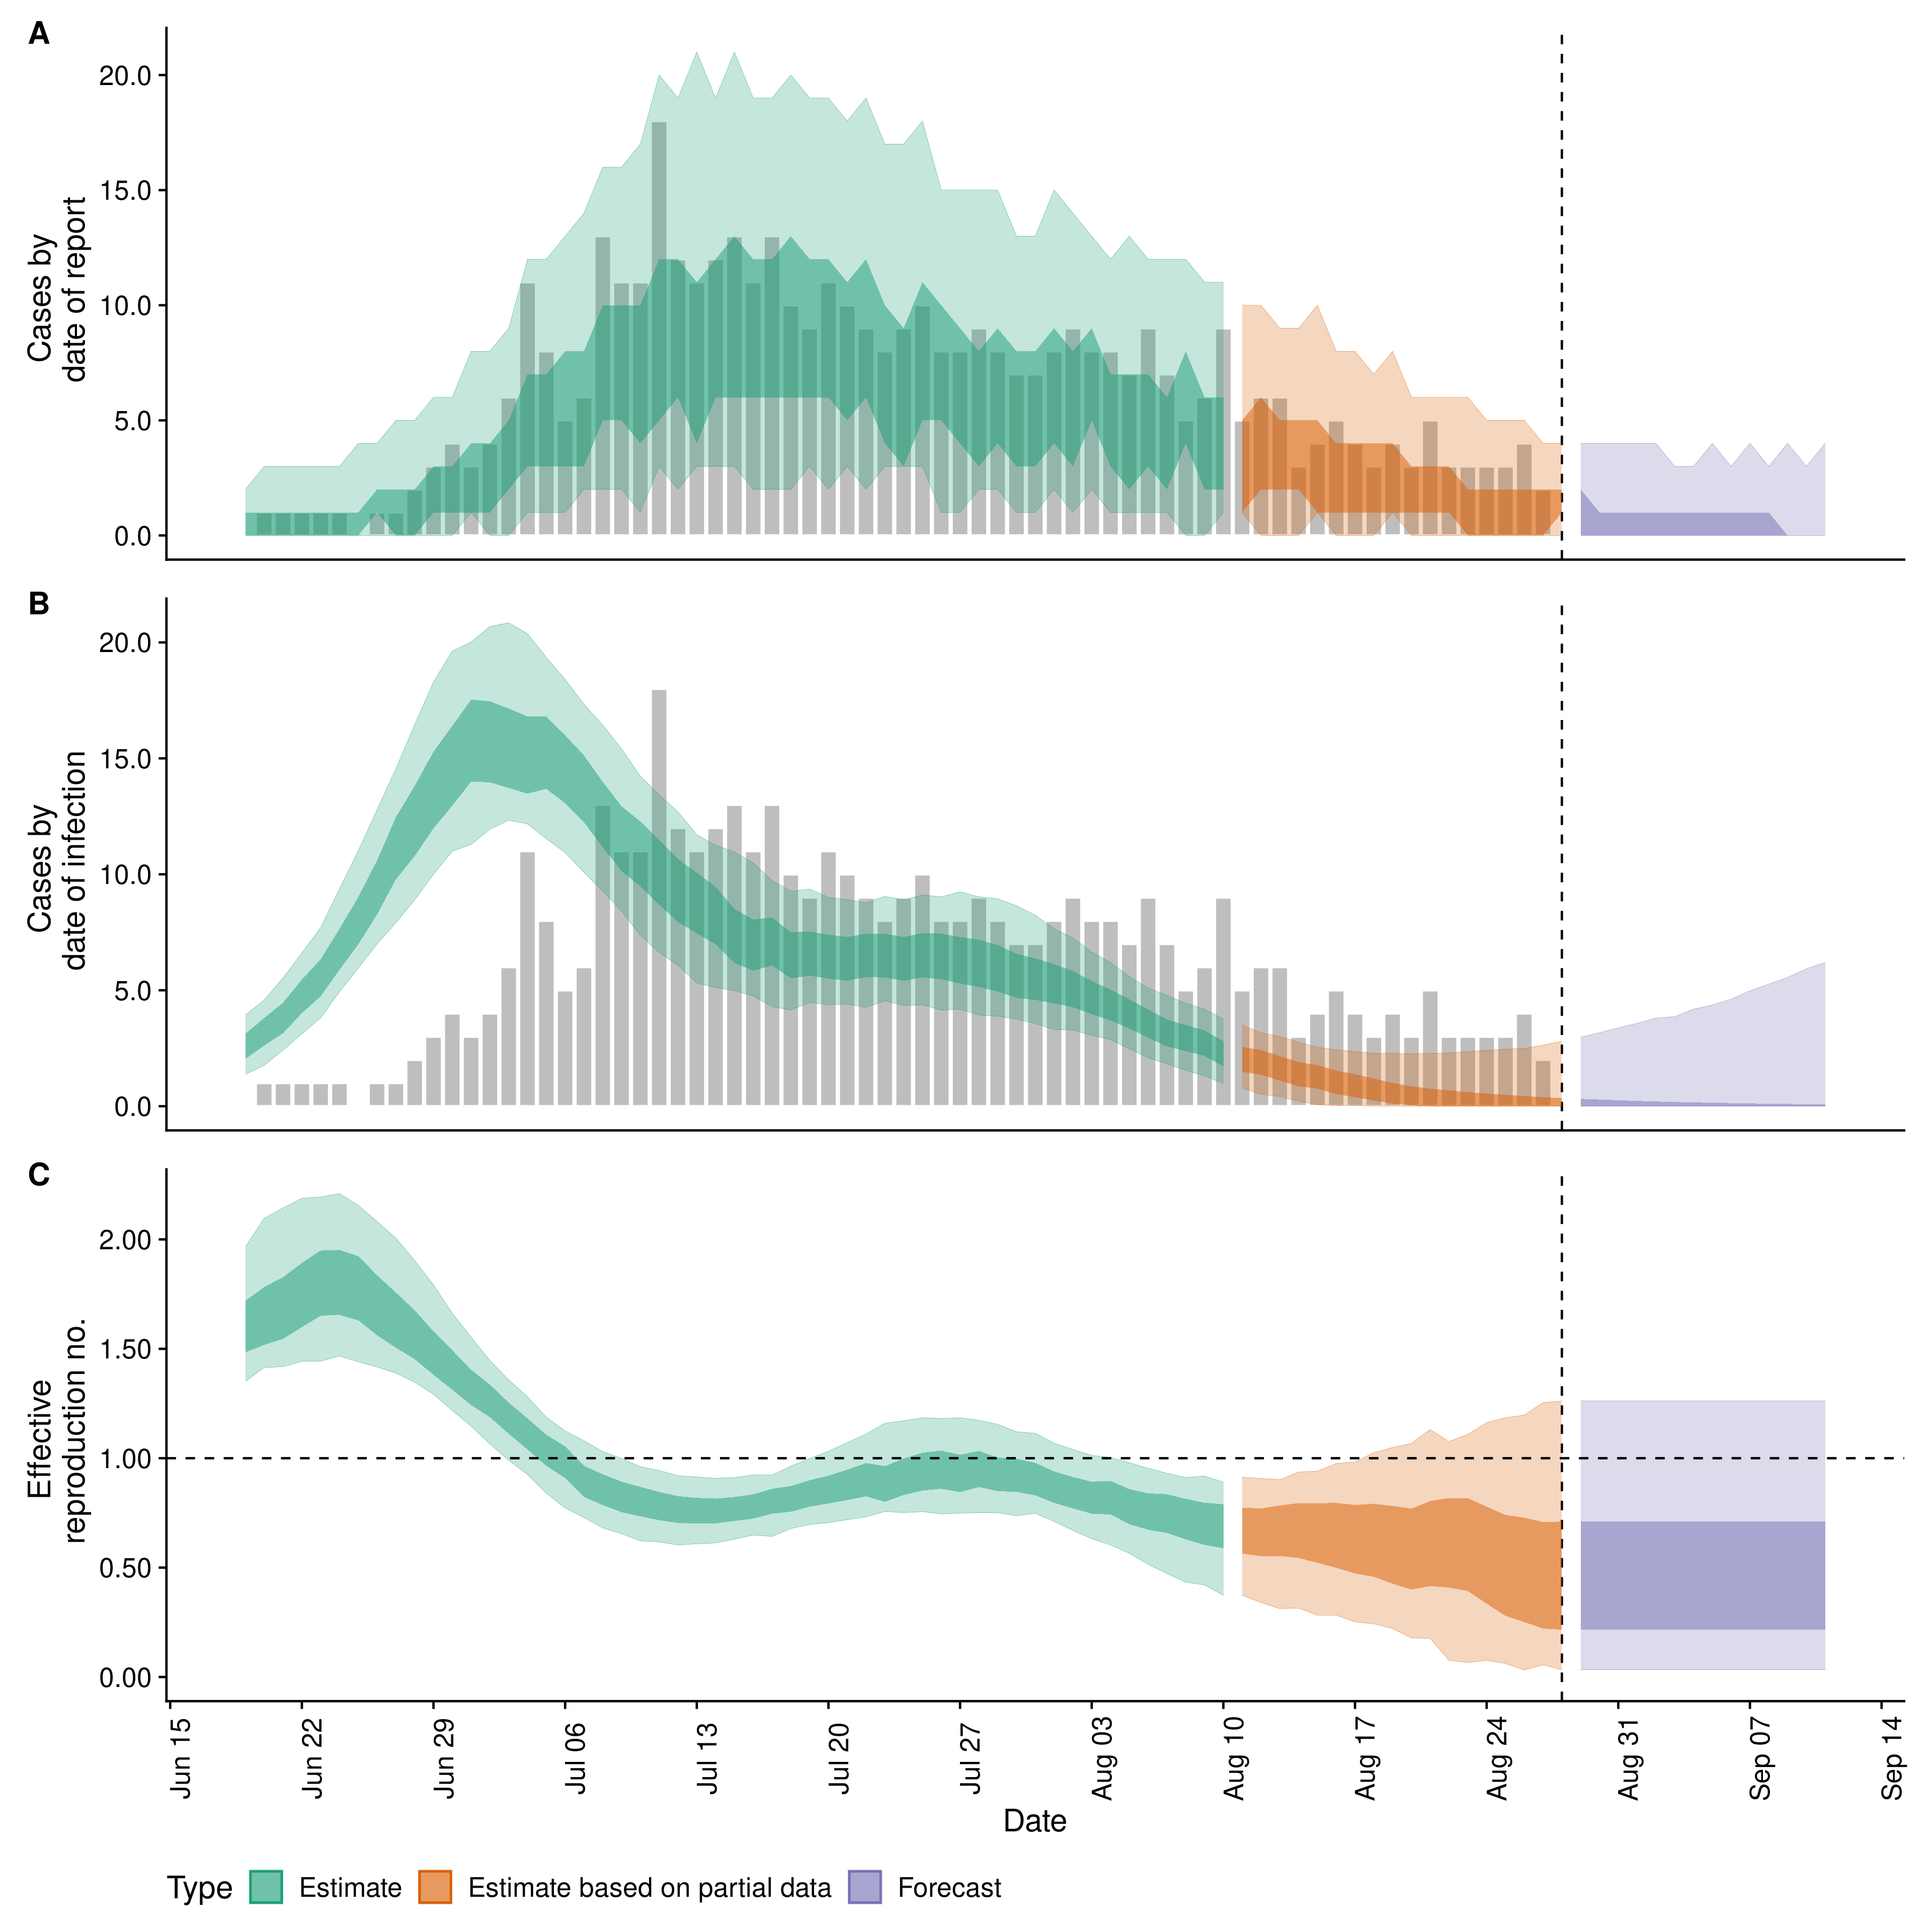 A
20.0
15.0
10.0
5.0
0.0
Cases by
date of report
B
20.0
15.0
10.0
5.0
0.0
Cases by
date of infection
C
2.00
1.50
1.00
0.50
0.00
Effective
reproduction no.
Jun 15
Jun 22
Jun 29
Jul 06
Jul 13
Jul 20
Jul 27
Aug 03
Aug 10
Aug 17
Aug 24
Aug 31
Sep 07
Sep 14
Date
Type Estimate Estimate based on partial data Forecast